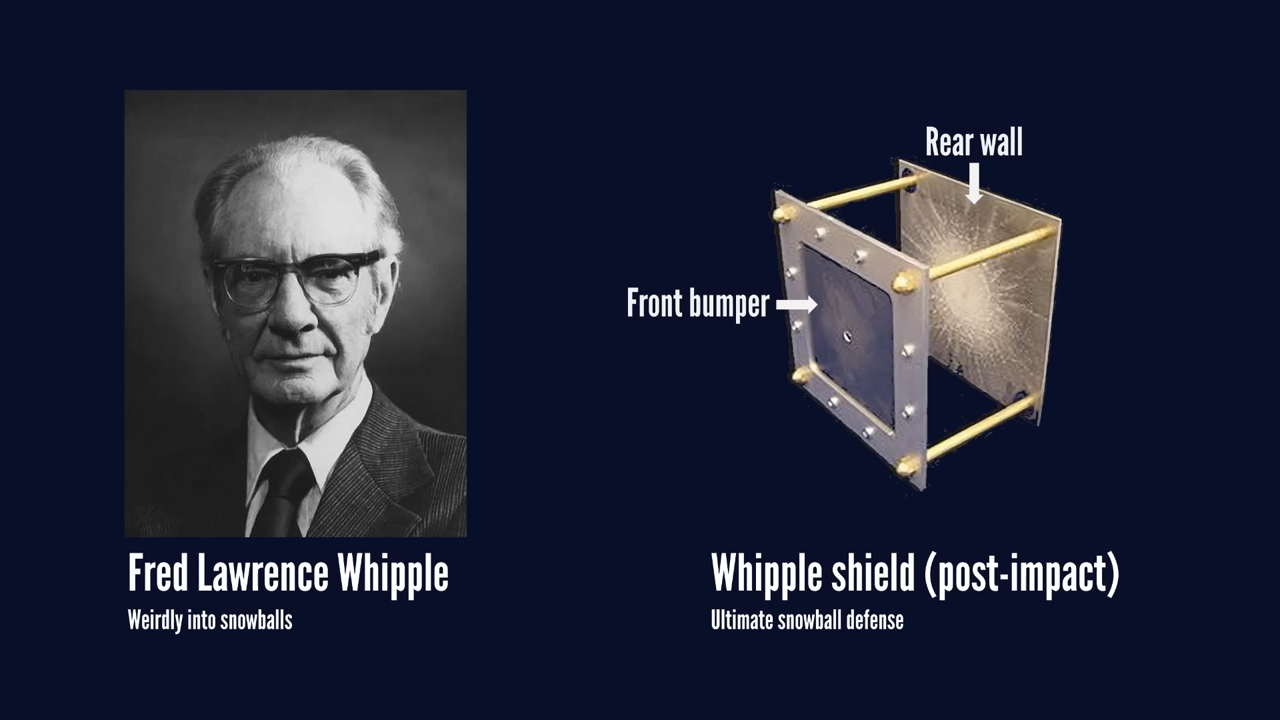 Rear wall
Front bumper
Fred Lawrence Whipple
Weirdly into snowballs
Whipple shield (post-impact)
Ultimate snowball defense